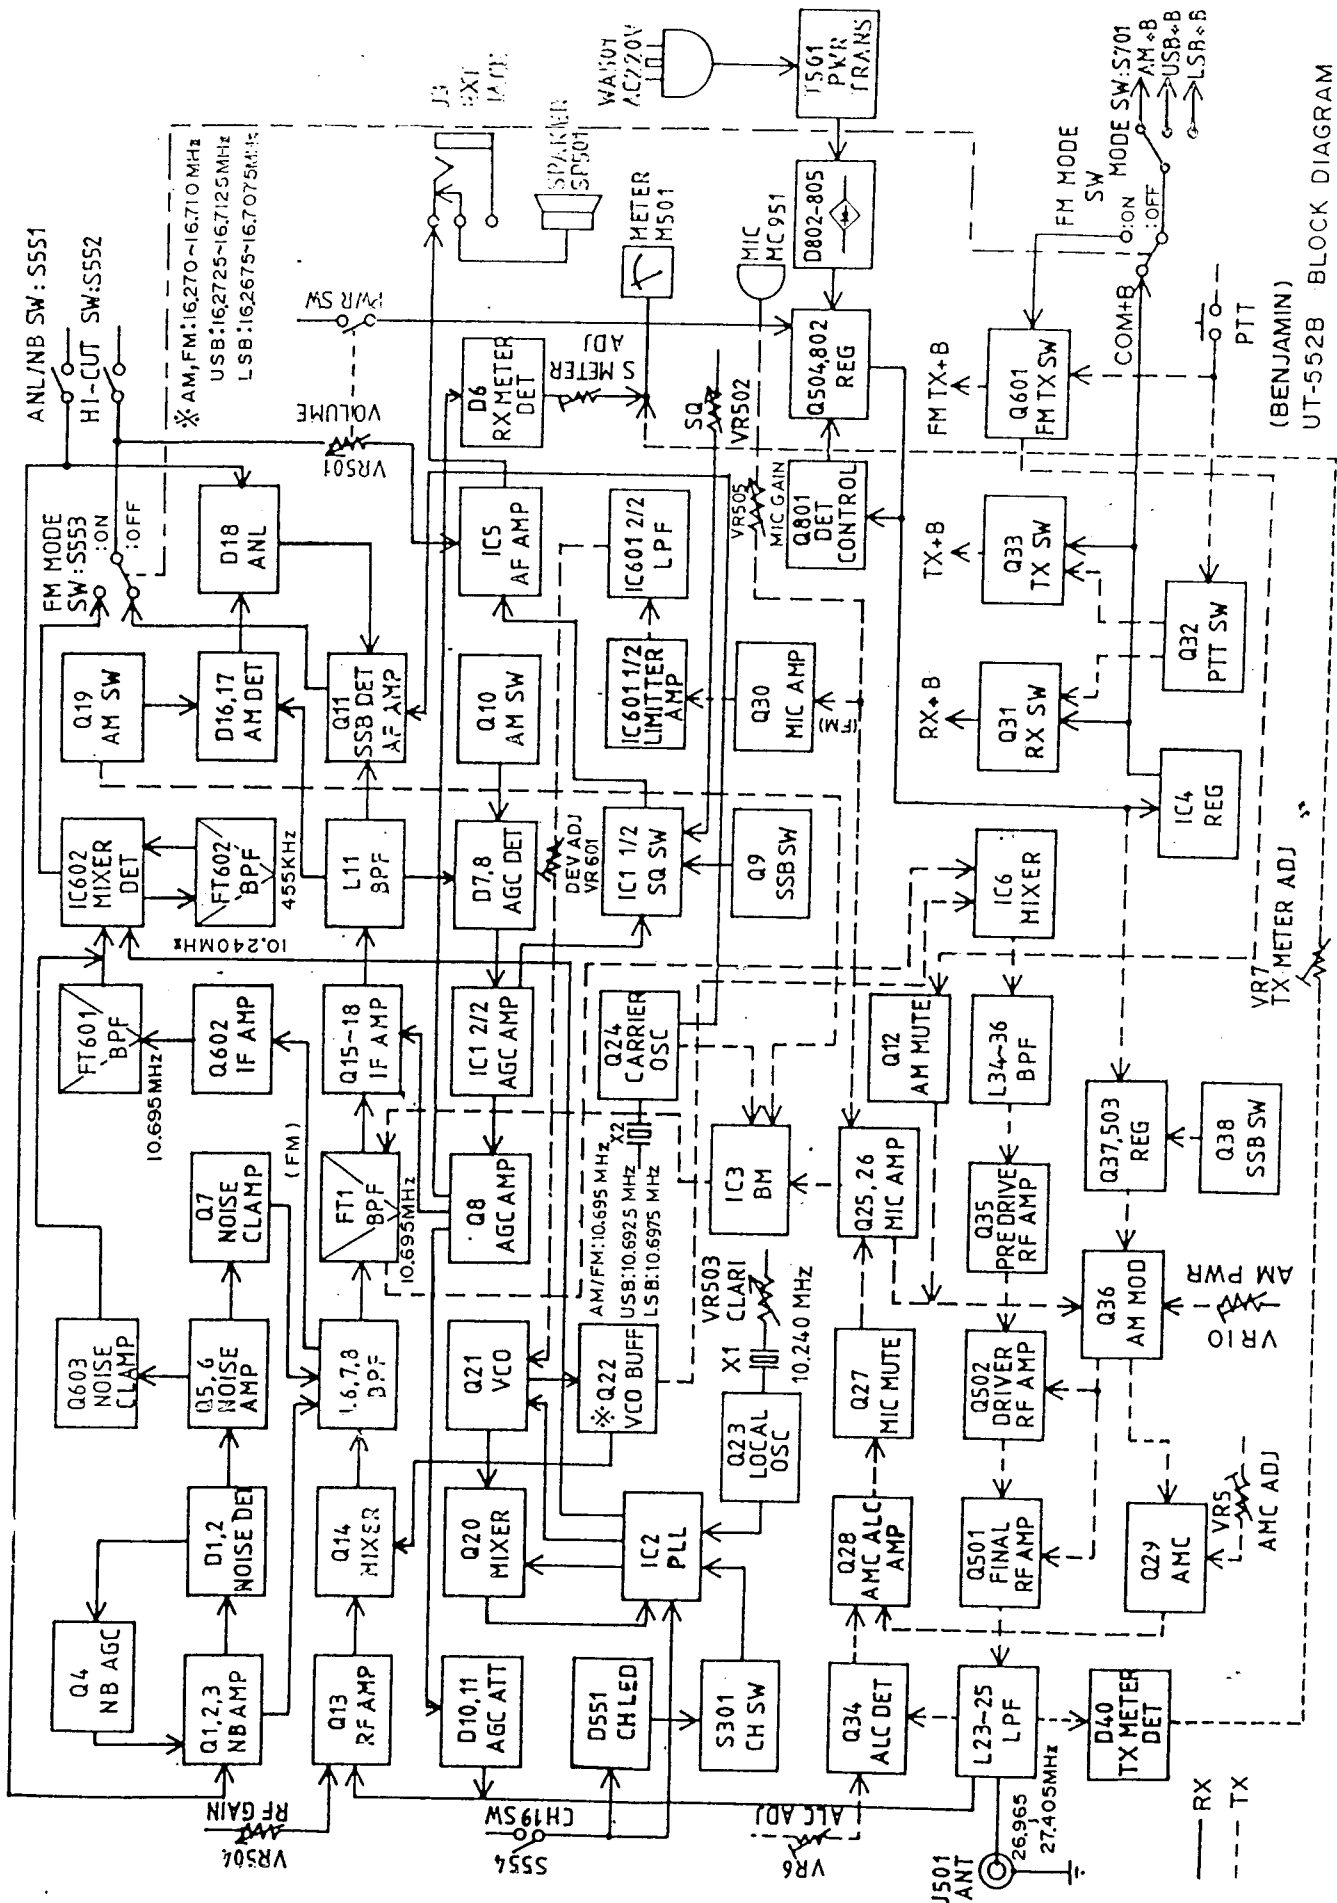 Q4
NB AGC
D1,2
NOISE DET
Q603
NOISE
CLAMP
Q1,2,3
NB AMP
Q5,6
NOISE
AMP
Q7
NOISE
CLAMP
FT601
BPF
10.695MHz
Q602
IF AMP
IC602
MIXER
DET
FT602
BPF
455KHz
10.240MHz
Q19
AM SW
D16,17
AM DET
FM MODE
SW:S553
:ON
:OFF
D18
ANL
ANL/NB SW:S551
HI-CUT SW:S552
※AM,FM:16.270~16.710MHz
USB:16.2725~16.7125MHz
LSB:16.2675~16.7075MHz
RF GAIN
VR504
Q13
RF AMP
Q14
MIXER
L6,7,8
BPF
(FM)
FT1
BPF
10.695MHz
Q15~18
IF AMP
L11
BPF
Q11
SSB DET
AF AMP
VOLUME
VR501
PWR SW
J3
EXT
SP501
D10,11
AGC ATT
Q20
MIXER
Q21
VCO
Q8
AGC AMP
IC1 2/2
AGC AMP
D7,8
AGC DET
DEV ADJ
VR601
Q10
AM SW
IC5
AF AMP
D6
RX METER
DET
S METER
ADJ
METER
M501
CH19 SW
S554
D551
CH LED
S301
CH SW
IC2
PLL
※Q22
VCO BUFF
AM/FM:10.695MHz
USB:10.6925MHz
LSB:10.6975MHz
X2
Q24
CARRIER
OSC
IC1 1/2
SQ SW
Q9
SSB SW
IC601 1/2
LIMITTER
AMP
IC601 2/2
LPF
Q30
MIC AMP
(FM)
SQ
VR502
MIC
MC951
VR505
MIC GAIN
WA501
AC220V
PWR
TRANS
D802-805
Q504,802
REG
Q801
DET
CONTROL
Q23
LOCAL
OSC
X1
10.240MHz
VR503
CLARI
IC3
BM
ALC ADJ
VR6
Q34
ALC DET
Q28
AMC ALC
AMP
Q27
MIC MUTE
Q25,26
MIC AMP
Q12
AM MUTE
IC6
MIXER
J501
ANT
26.965
27.405MHz
L23~25
LPF
Q501
FINAL
RF AMP
Q502
DRIVER
RF AMP
Q35
PREDRIVE
RF AMP
L34~36
BPF
D40
TX METER
DET
Q29
AMC
VR5
AMC ADJ
Q36
AM MOD
VR10
AM PWR
Q37,503
REG
Q38
SSB SW
VR7
TX METER ADJ
IC4
REG
RX+B
Q31
RX SW
TX+B
Q33
TX SW
Q32
PTT SW
FM TX+B
Q601
FM TX SW
COM+B
PTT
FM MODE
SW
:ON
:OFF
MODE SW:S701
AM+B
USB+B
LSB+B
RX
TX
(BENJAMIN)
UT-552B BLOCK DIAGRAM